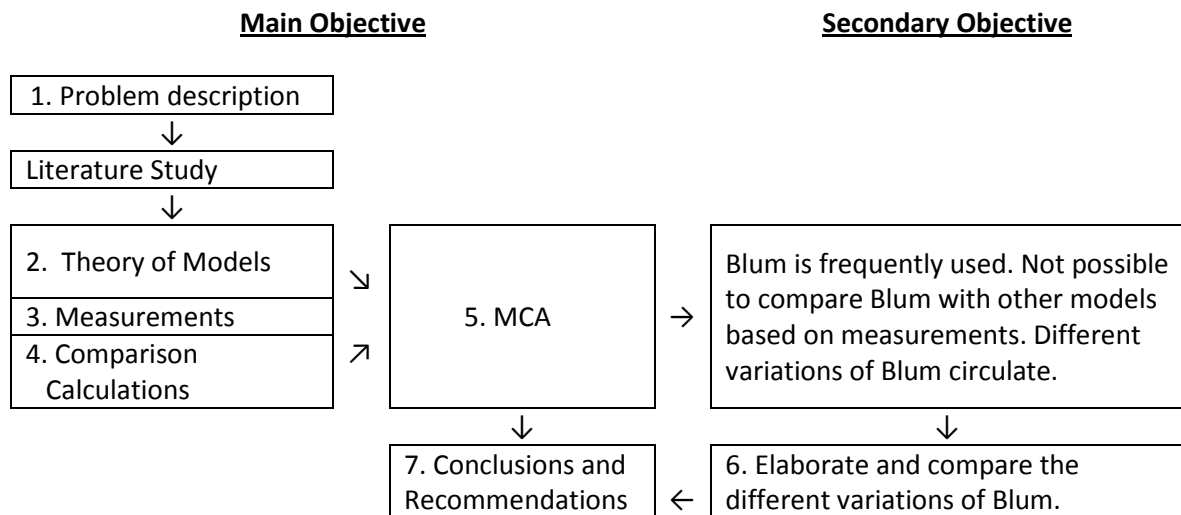 Main Objective
Secondary Objective
1. Problem description
↓
Literature Study
↓
2. Theory of Models
3. Measurements
4. Comparison
Calculations
↘
↗
5. MCA
→
Blum is frequently used. Not possible
to compare Blum with other models
based on measurements. Different
variations of Blum circulate.
↓
↓
7. Conclusions and
Recommendations
←
6. Elaborate and compare the
different variations of Blum.